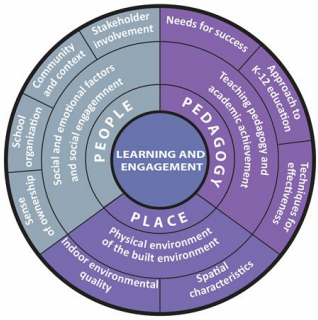 LEARNING AND
ENGAGEMENT
PEOPLE
Social and emotional factors
and social engagemnent
Sense
of ownership
School
organization
Community
and context
Stakeholder
involvement
PEDAGOGY
Teaching pedagogy and
academic achievement
Needs for success
Approach to
K-12 education
Techniques for
effectiveness
PLACE
Physical environment
of the built environment
Indoor environmental
quality
Spatial
characteristics